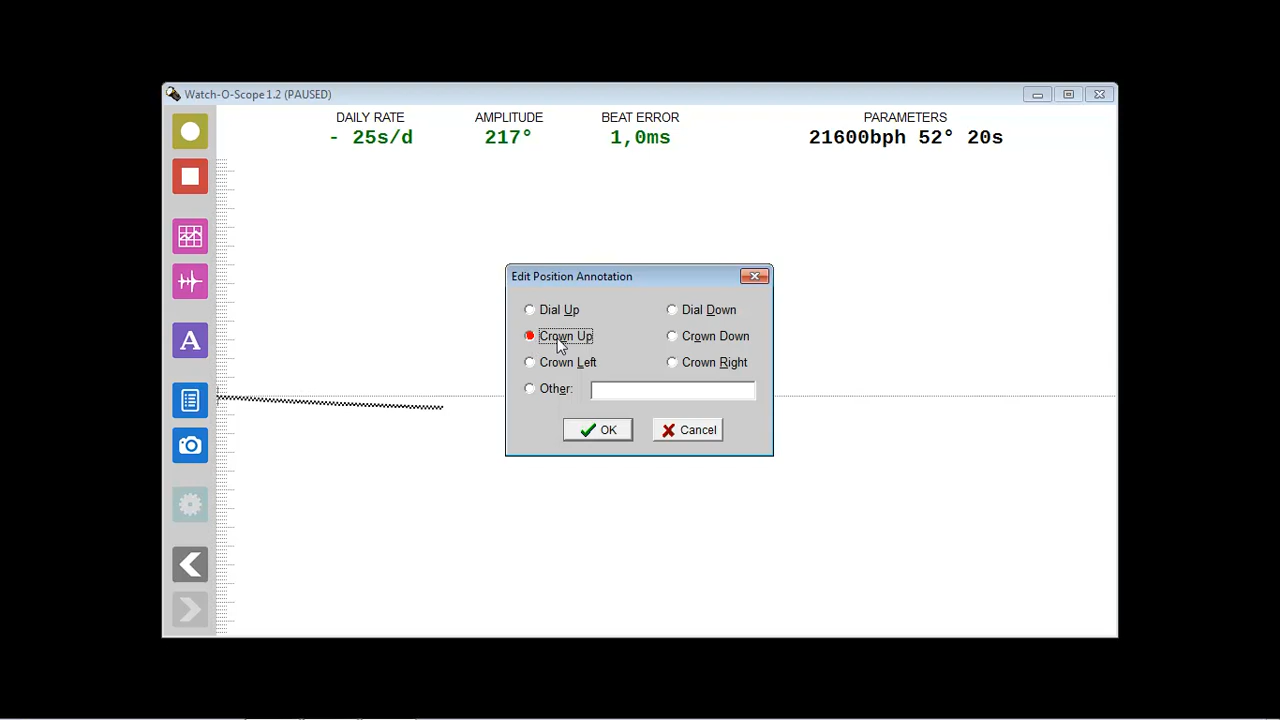 Watch-O-Scope 1.2 (PAUSED)
DAILY RATE AMPLITUDE BEAT ERROR PARAMETERS
- 25s/d 217° 1,0ms 21600bph 52° 20s
Edit Position Annotation
Dial Up Dial Down
Crown Up Crown Down
A
Crown Left Crown Right
Other:
OK Cancel